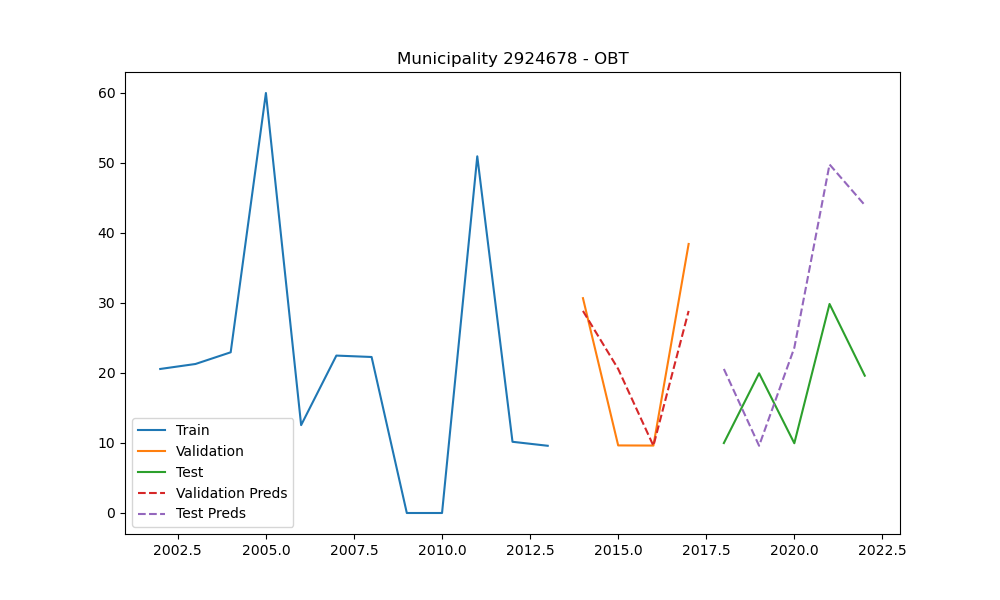 Municipality 2924678 - OBT
60
50
40
30
20
10
0
Train
Validation
Test
Validation Preds
Test Preds
2002.5 2005.0 2007.5 2010.0 2012.5 2015.0 2017.5 2020.0 2022.5